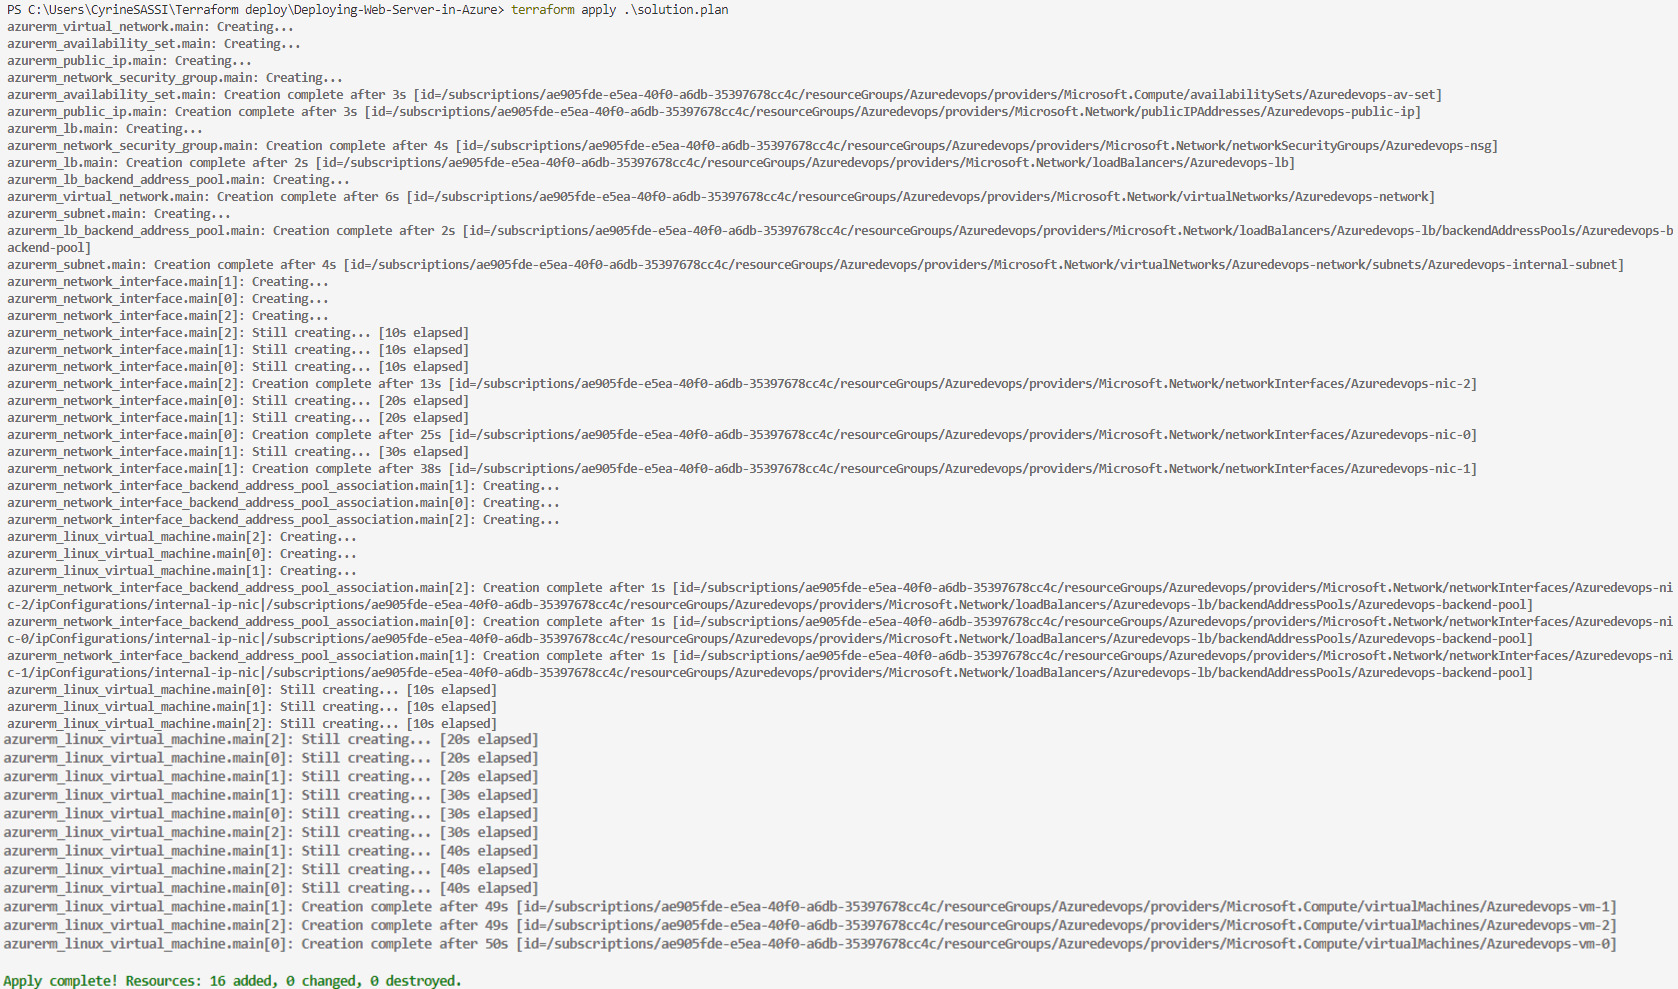 PS C:\Users\CyrineSASSI\Terraform deploy\Deploying-Web-Server-in-Azure> terraform apply .\solution.plan
azurerm_virtual_network.main: Creating...
azurerm_availability_set.main: Creating...
azurerm_public_ip.main: Creating...
azurerm_network_security_group.main: Creating...
azurerm_availability_set.main: Creation complete after 3s [id=/subscriptions/ae905fde-e5ea-40f0-a6db-35397678cc4c/resourceGroups/Azuredevops/providers/Microsoft.Compute/availabilitySets/Azuredevops-av-set]
azurerm_public_ip.main: Creation complete after 3s [id=/subscriptions/ae905fde-e5ea-40f0-a6db-35397678cc4c/resourceGroups/Azuredevops/providers/Microsoft.Network/publicIPAddresses/Azuredevops-public-ip]
azurerm_lb.main: Creating...
azurerm_network_security_group.main: Creation complete after 4s [id=/subscriptions/ae905fde-e5ea-40f0-a6db-35397678cc4c/resourceGroups/Azuredevops/providers/Microsoft.Network/networkSecurityGroups/Azuredevops-nsg]
azurerm_lb.main: Creation complete after 2s [id=/subscriptions/ae905fde-e5ea-40f0-a6db-35397678cc4c/resourceGroups/Azuredevops/providers/Microsoft.Network/loadBalancers/Azuredevops-lb]
azurerm_lb_backend_address_pool.main: Creating...
azurerm_virtual_network.main: Creation complete after 6s [id=/subscriptions/ae905fde-e5ea-40f0-a6db-35397678cc4c/resourceGroups/Azuredevops/providers/Microsoft.Network/virtualNetworks/Azuredevops-network]
azurerm_subnet.main: Creating...
azurerm_lb_backend_address_pool.main: Creation complete after 2s [id=/subscriptions/ae905fde-e5ea-40f0-a6db-35397678cc4c/resourceGroups/Azuredevops/providers/Microsoft.Network/loadBalancers/Azuredevops-lb/backendAddressPools/Azuredevops-b
ackend-pool]
azurerm_subnet.main: Creation complete after 4s [id=/subscriptions/ae905fde-e5ea-40f0-a6db-35397678cc4c/resourceGroups/Azuredevops/providers/Microsoft.Network/virtualNetworks/Azuredevops-network/subnets/Azuredevops-internal-subnet]
azurerm_network_interface.main[1]: Creating...
azurerm_network_interface.main[0]: Creating...
azurerm_network_interface.main[2]: Creating...
azurerm_network_interface.main[2]: Still creating... [10s elapsed]
azurerm_network_interface.main[1]: Still creating... [10s elapsed]
azurerm_network_interface.main[0]: Still creating... [10s elapsed]
azurerm_network_interface.main[2]: Creation complete after 13s [id=/subscriptions/ae905fde-e5ea-40f0-a6db-35397678cc4c/resourceGroups/Azuredevops/providers/Microsoft.Network/networkInterfaces/Azuredevops-nic-2]
azurerm_network_interface.main[0]: Still creating... [20s elapsed]
azurerm_network_interface.main[1]: Still creating... [20s elapsed]
azurerm_network_interface.main[0]: Creation complete after 25s [id=/subscriptions/ae905fde-e5ea-40f0-a6db-35397678cc4c/resourceGroups/Azuredevops/providers/Microsoft.Network/networkInterfaces/Azuredevops-nic-0]
azurerm_network_interface.main[1]: Still creating... [30s elapsed]
azurerm_network_interface.main[1]: Creation complete after 38s [id=/subscriptions/ae905fde-e5ea-40f0-a6db-35397678cc4c/resourceGroups/Azuredevops/providers/Microsoft.Network/networkInterfaces/Azuredevops-nic-1]
azurerm_network_interface_backend_address_pool_association.main[1]: Creating...
azurerm_network_interface_backend_address_pool_association.main[0]: Creating...
azurerm_network_interface_backend_address_pool_association.main[2]: Creating...
azurerm_linux_virtual_machine.main[2]: Creating...
azurerm_linux_virtual_machine.main[0]: Creating...
azurerm_linux_virtual_machine.main[1]: Creating...
azurerm_network_interface_backend_address_pool_association.main[2]: Creation complete after 1s [id=/subscriptions/ae905fde-e5ea-40f0-a6db-35397678cc4c/resourceGroups/Azuredevops/providers/Microsoft.Network/networkInterfaces/Azuredevops-ni
c-2/ipConfigurations/internal-ip-nic|/subscriptions/ae905fde-e5ea-40f0-a6db-35397678cc4c/resourceGroups/Azuredevops/providers/Microsoft.Network/loadBalancers/Azuredevops-lb/backendAddressPools/Azuredevops-backend-pool]
azurerm_network_interface_backend_address_pool_association.main[0]: Creation complete after 1s [id=/subscriptions/ae905fde-e5ea-40f0-a6db-35397678cc4c/resourceGroups/Azuredevops/providers/Microsoft.Network/networkInterfaces/Azuredevops-ni
c-0/ipConfigurations/internal-ip-nic|/subscriptions/ae905fde-e5ea-40f0-a6db-35397678cc4c/resourceGroups/Azuredevops/providers/Microsoft.Network/loadBalancers/Azuredevops-lb/backendAddressPools/Azuredevops-backend-pool]
azurerm_network_interface_backend_address_pool_association.main[1]: Creation complete after 1s [id=/subscriptions/ae905fde-e5ea-40f0-a6db-35397678cc4c/resourceGroups/Azuredevops/providers/Microsoft.Network/networkInterfaces/Azuredevops-ni
c-1/ipConfigurations/internal-ip-nic|/subscriptions/ae905fde-e5ea-40f0-a6db-35397678cc4c/resourceGroups/Azuredevops/providers/Microsoft.Network/loadBalancers/Azuredevops-lb/backendAddressPools/Azuredevops-backend-pool]
azurerm_linux_virtual_machine.main[0]: Still creating... [10s elapsed]
azurerm_linux_virtual_machine.main[1]: Still creating... [10s elapsed]
azurerm_linux_virtual_machine.main[2]: Still creating... [10s elapsed]
azurerm_linux_virtual_machine.main[2]: Still creating... [20s elapsed]
azurerm_linux_virtual_machine.main[0]: Still creating... [20s elapsed]
azurerm_linux_virtual_machine.main[1]: Still creating... [20s elapsed]
azurerm_linux_virtual_machine.main[1]: Still creating... [30s elapsed]
azurerm_linux_virtual_machine.main[0]: Still creating... [30s elapsed]
azurerm_linux_virtual_machine.main[2]: Still creating... [30s elapsed]
azurerm_linux_virtual_machine.main[1]: Still creating... [40s elapsed]
azurerm_linux_virtual_machine.main[2]: Still creating... [40s elapsed]
azurerm_linux_virtual_machine.main[0]: Still creating... [40s elapsed]
azurerm_linux_virtual_machine.main[1]: Creation complete after 49s [id=/subscriptions/ae905fde-e5ea-40f0-a6db-35397678cc4c/resourceGroups/Azuredevops/providers/Microsoft.Compute/virtualMachines/Azuredevops-vm-1]
azurerm_linux_virtual_machine.main[2]: Creation complete after 49s [id=/subscriptions/ae905fde-e5ea-40f0-a6db-35397678cc4c/resourceGroups/Azuredevops/providers/Microsoft.Compute/virtualMachines/Azuredevops-vm-2]
azurerm_linux_virtual_machine.main[0]: Creation complete after 50s [id=/subscriptions/ae905fde-e5ea-40f0-a6db-35397678cc4c/resourceGroups/Azuredevops/providers/Microsoft.Compute/virtualMachines/Azuredevops-vm-0]
Apply complete! Resources: 16 added, 0 changed, 0 destroyed.